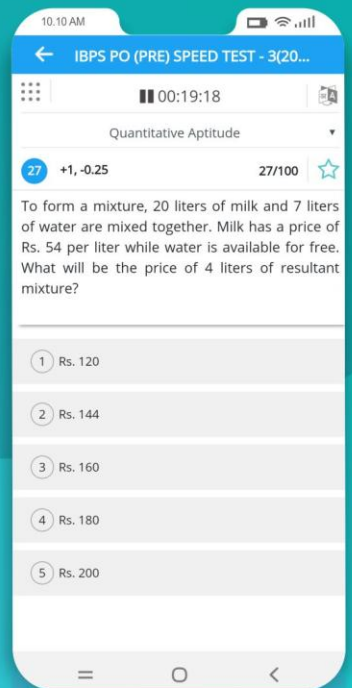 10.10 AM
IBPS PO (PRE) SPEED TEST - 3(20...
00:19:18
Quantitative Aptitude
27 +1, -0.25 27/100
To form a mixture, 20 liters of milk and 7 liters
of water are mixed together. Milk has a price of
Rs. 54 per liter while water is available for free.
What will be the price of 4 liters of resultant
mixture?
1 Rs. 120
2 Rs. 144
3 Rs. 160
4 Rs. 180
5 Rs. 200